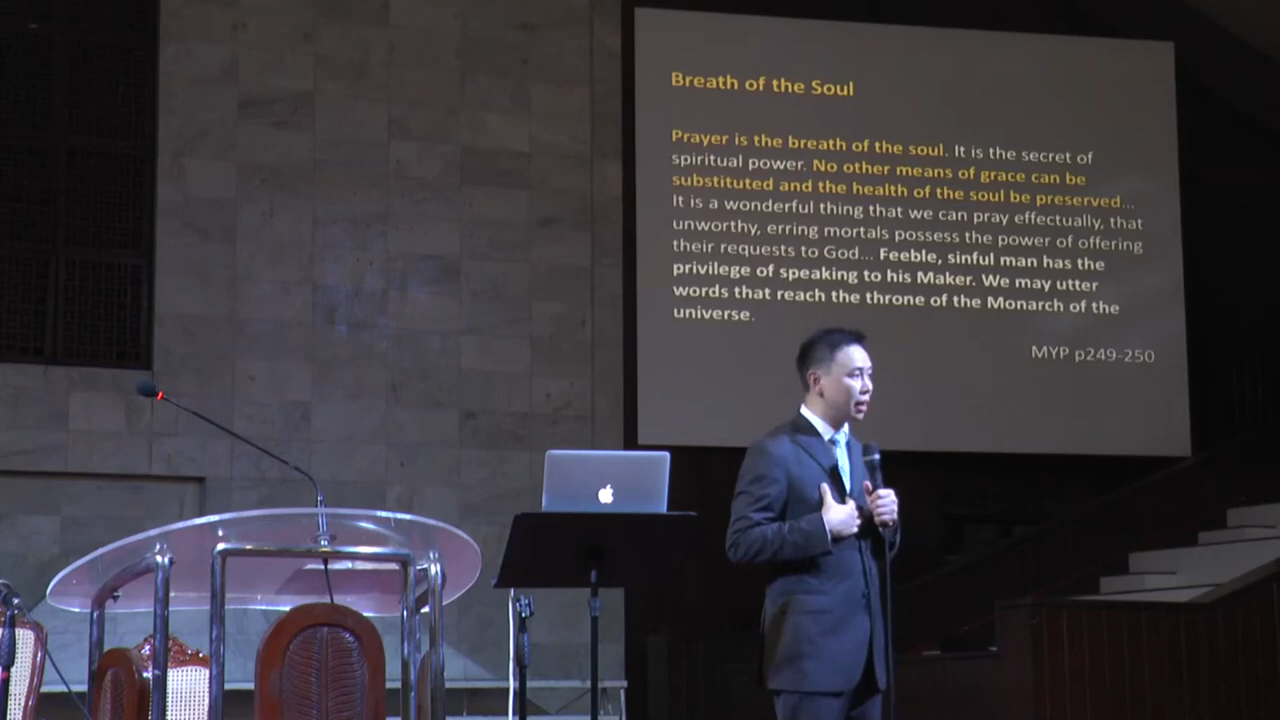 Breath of the Soul
Prayer is the breath of the soul. It is the secret of
spiritual power. No other means of grace can be
substituted and the health of the soul be preserved...
It is a wonderful thing that we can pray effectually, that
unworthy, erring mortals possess the power of offering
their requests to God... Feeble, sinful man has the
privilege of speaking to his Maker. We may utter
words that reach the throne of the Monarch of the
universe.
MYP p249-250